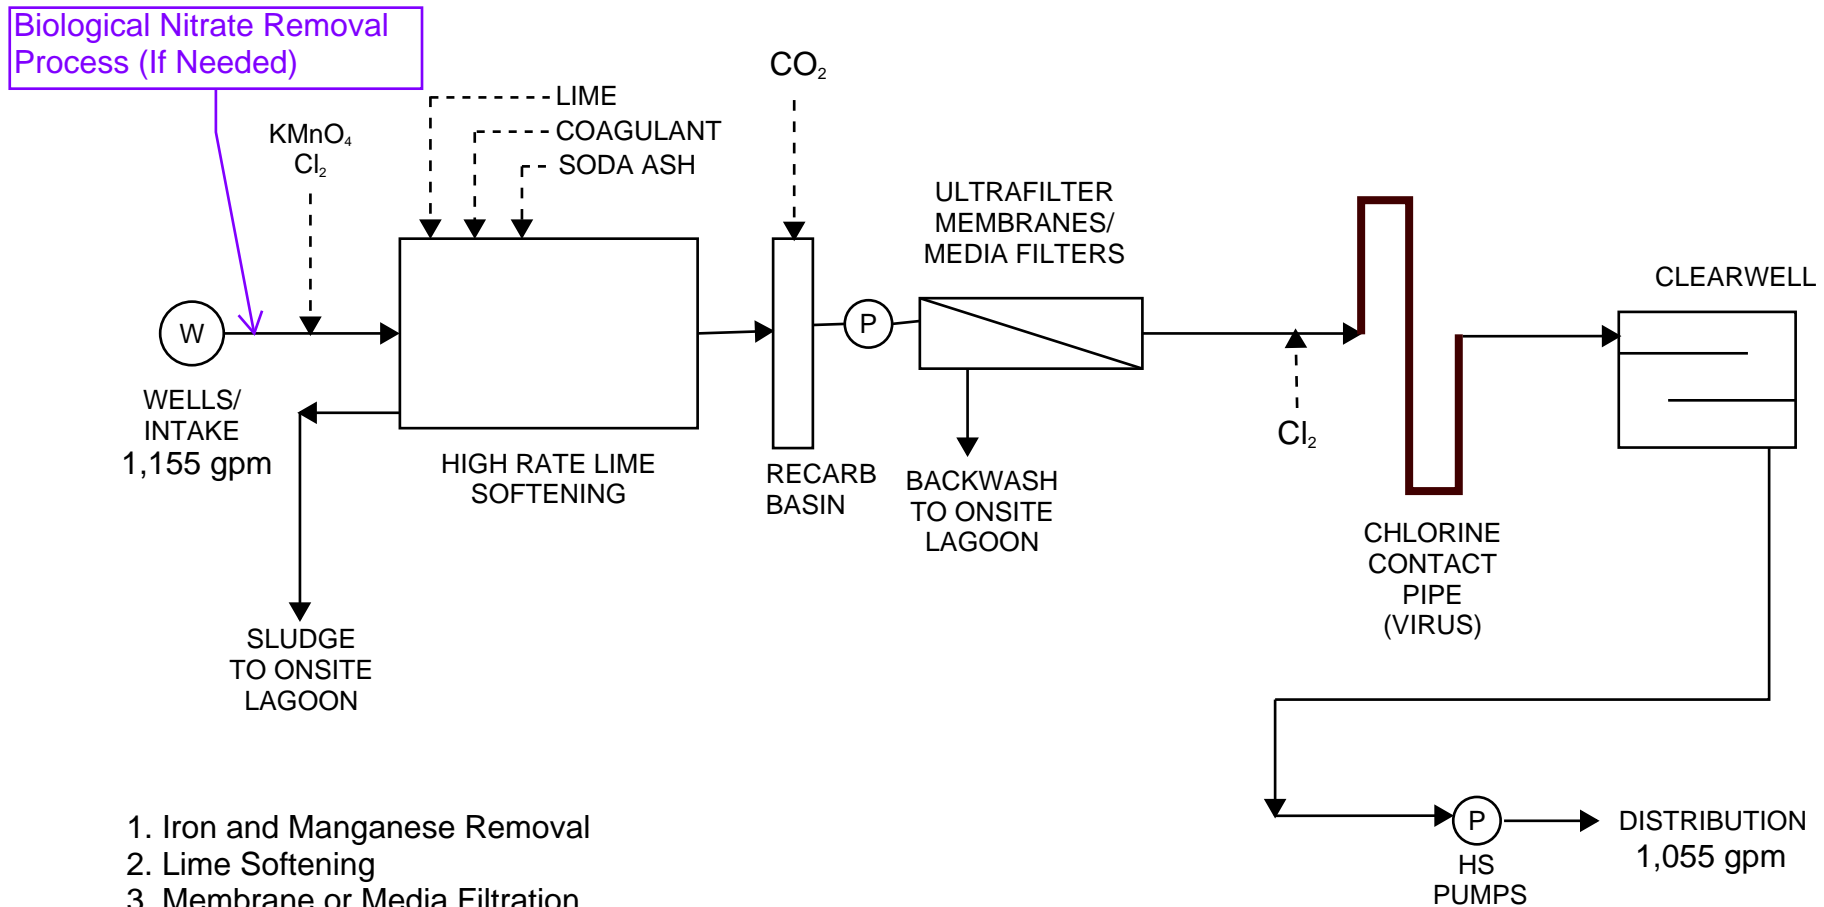 Biological Nitrate Removal
Process (If Needed)
CO₂
LIME
COAGULANT
SODA ASH
KMnO₄
Cl₂
ULTRAFILTER
MEMBRANES/
MEDIA FILTERS
CLEARWELL
W
P
WELLS/
INTAKE
1,155 gpm
HIGH RATE LIME
SOFTENING
RECARB
BASIN
BACKWASH
TO ONSITE
LAGOON
Cl₂
CHLORINE
CONTACT
PIPE
(VIRUS)
SLUDGE
TO ONSITE
LAGOON
P
HS
PUMPS
DISTRIBUTION
1,055 gpm
1. Iron and Manganese Removal
2. Lime Softening
3. Membrane or Media Filtration